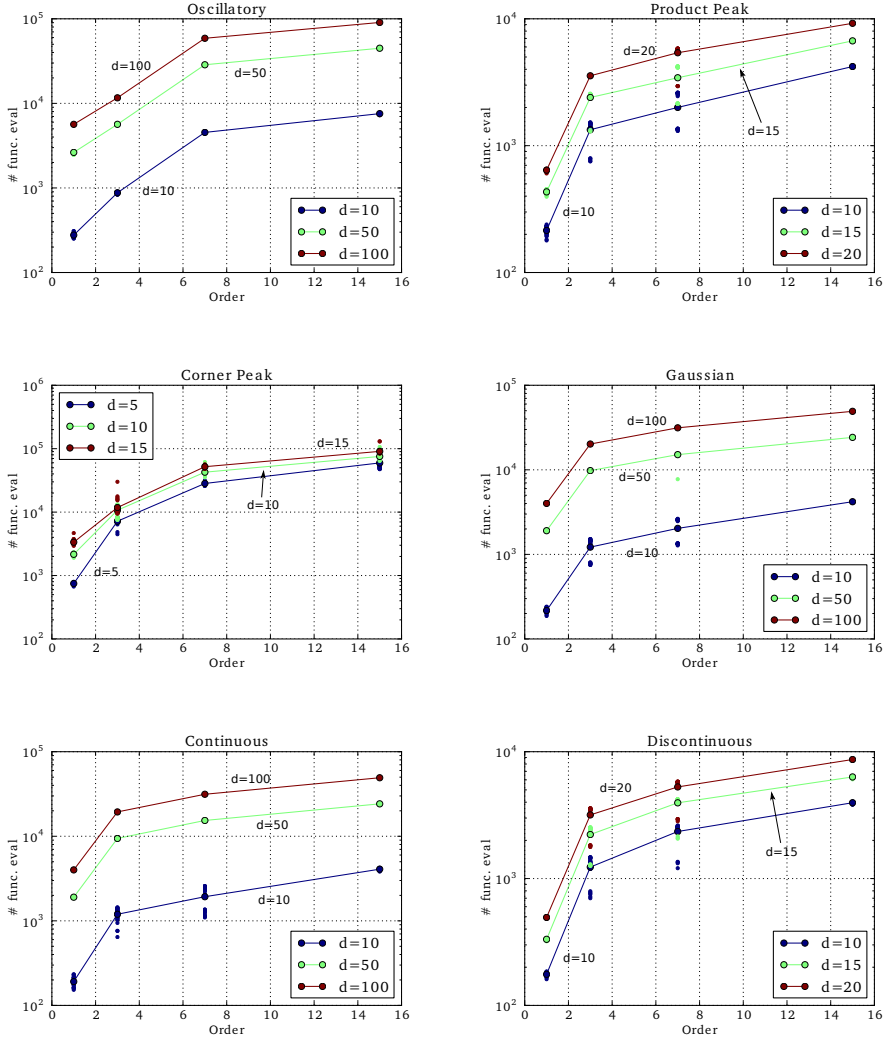 Oscillatory
10^5
10^4
10^3
10^2
# func. eval
d=100
d=50
d=10
d=10
d=50
d=100
0 2 4 6 8 10 12 14 16
Order
Product Peak
10^4
10^3
10^2
# func. eval
d=20
d=15
d=10
d=10
d=15
d=20
0 2 4 6 8 10 12 14 16
Order
Corner Peak
10^6
10^5
10^4
10^3
10^2
# func. eval
d=5
d=10
d=15
d=15
d=10
d=5
0 2 4 6 8 10 12 14 16
Order
Gaussian
10^5
10^4
10^3
10^2
# func. eval
d=100
d=50
d=10
d=10
d=50
d=100
0 2 4 6 8 10 12 14 16
Order
Continuous
10^5
10^4
10^3
10^2
# func. eval
d=100
d=50
d=10
d=10
d=50
d=100
0 2 4 6 8 10 12 14 16
Order
Discontinuous
10^4
10^3
10^2
# func. eval
d=20
d=15
d=10
d=10
d=15
d=20
0 2 4 6 8 10 12 14 16
Order